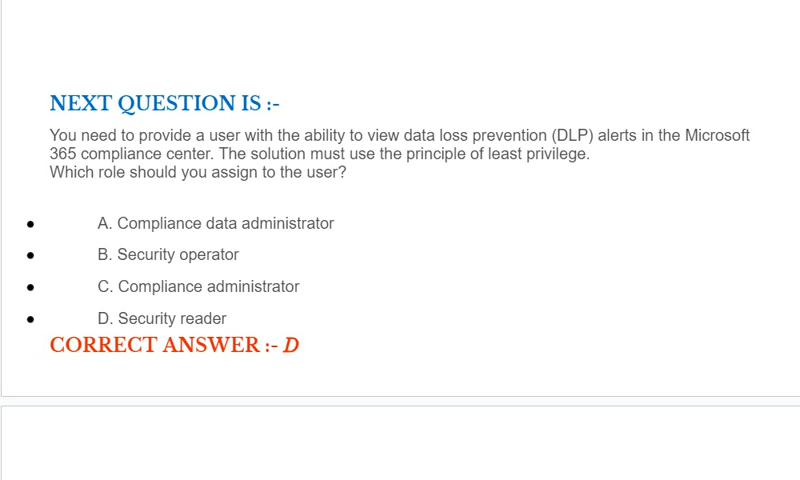 NEXT QUESTION IS :-
You need to provide a user with the ability to view data loss prevention (DLP) alerts in the Microsoft
365 compliance center. The solution must use the principle of least privilege.
Which role should you assign to the user?
A. Compliance data administrator
B. Security operator
C. Compliance administrator
D. Security reader
CORRECT ANSWER :- D